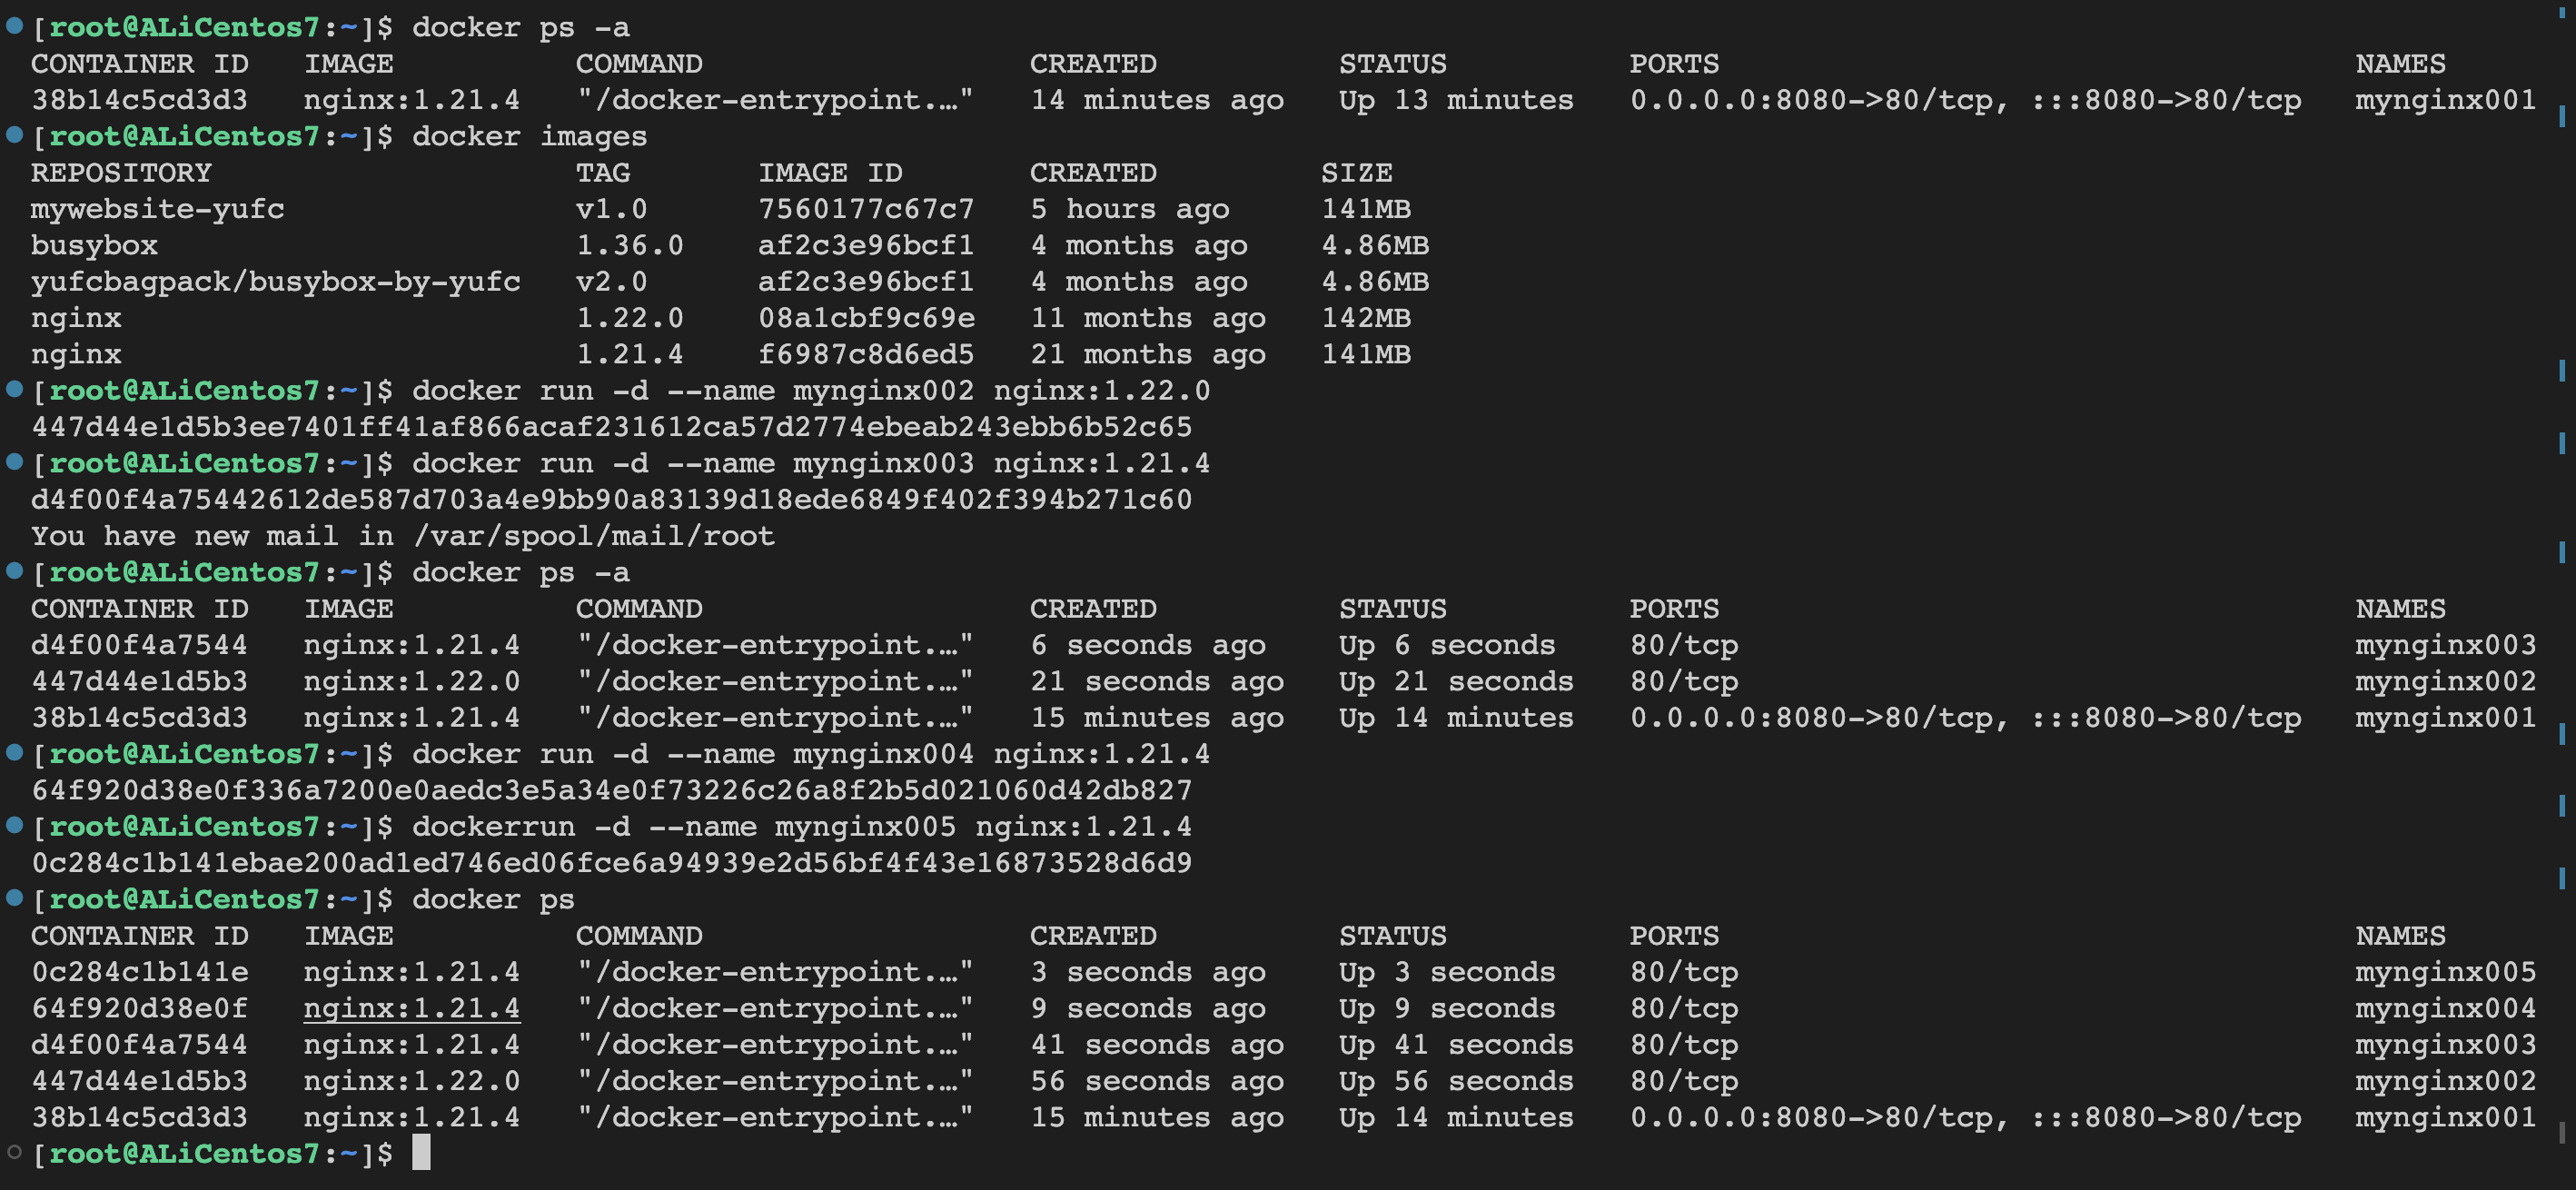 [root@ALiCentos7:~]$ docker ps -a
CONTAINER ID   IMAGE          COMMAND                  CREATED          STATUS          PORTS                                   NAMES
38b14c5cd3d3   nginx:1.21.4   "/docker-entrypoint.…"   14 minutes ago   Up 13 minutes   0.0.0.0:8080->80/tcp, :::8080->80/tcp   mynginx001
[root@ALiCentos7:~]$ docker images
REPOSITORY                    TAG       IMAGE ID       CREATED         SIZE
mywebsite-yufc                v1.0      7560177c67c7   5 hours ago     141MB
busybox                       1.36.0    af2c3e96bcf1   4 months ago    4.86MB
yufcbagpack/busybox-by-yufc   v2.0      af2c3e96bcf1   4 months ago    4.86MB
nginx                         1.22.0    08a1cbf9c69e   11 months ago   142MB
nginx                         1.21.4    f6987c8d6ed5   21 months ago   141MB
[root@ALiCentos7:~]$ docker run -d --name mynginx002 nginx:1.22.0
447d44e1d5b3ee7401ff41af866acaf231612ca57d2774ebeab243ebb6b52c65
[root@ALiCentos7:~]$ docker run -d --name mynginx003 nginx:1.21.4
d4f00f4a75442612de587d703a4e9bb90a83139d18ede6849f402f394b271c60
You have new mail in /var/spool/mail/root
[root@ALiCentos7:~]$ docker ps -a
CONTAINER ID   IMAGE          COMMAND                  CREATED          STATUS          PORTS                                   NAMES
d4f00f4a7544   nginx:1.21.4   "/docker-entrypoint.…"   6 seconds ago    Up 6 seconds    80/tcp                                  mynginx003
447d44e1d5b3   nginx:1.22.0   "/docker-entrypoint.…"   21 seconds ago   Up 21 seconds   80/tcp                                  mynginx002
38b14c5cd3d3   nginx:1.21.4   "/docker-entrypoint.…"   15 minutes ago   Up 14 minutes   0.0.0.0:8080->80/tcp, :::8080->80/tcp   mynginx001
[root@ALiCentos7:~]$ docker run -d --name mynginx004 nginx:1.21.4
64f920d38e0f336a7200e0aedc3e5a34e0f73226c26a8f2b5d021060d42db827
[root@ALiCentos7:~]$ dockerrun -d --name mynginx005 nginx:1.21.4
0c284c1b141ebae200ad1ed746ed06fce6a94939e2d56bf4f43e16873528d6d9
[root@ALiCentos7:~]$ docker ps
CONTAINER ID   IMAGE          COMMAND                  CREATED          STATUS          PORTS                                   NAMES
0c284c1b141e   nginx:1.21.4   "/docker-entrypoint.…"   3 seconds ago    Up 3 seconds    80/tcp                                  mynginx005
64f920d38e0f   nginx:1.21.4   "/docker-entrypoint.…"   9 seconds ago    Up 9 seconds    80/tcp                                  mynginx004
d4f00f4a7544   nginx:1.21.4   "/docker-entrypoint.…"   41 seconds ago   Up 41 seconds   80/tcp                                  mynginx003
447d44e1d5b3   nginx:1.22.0   "/docker-entrypoint.…"   56 seconds ago   Up 56 seconds   80/tcp                                  mynginx002
38b14c5cd3d3   nginx:1.21.4   "/docker-entrypoint.…"   15 minutes ago   Up 14 minutes   0.0.0.0:8080->80/tcp, :::8080->80/tcp   mynginx001
[root@ALiCentos7:~]$